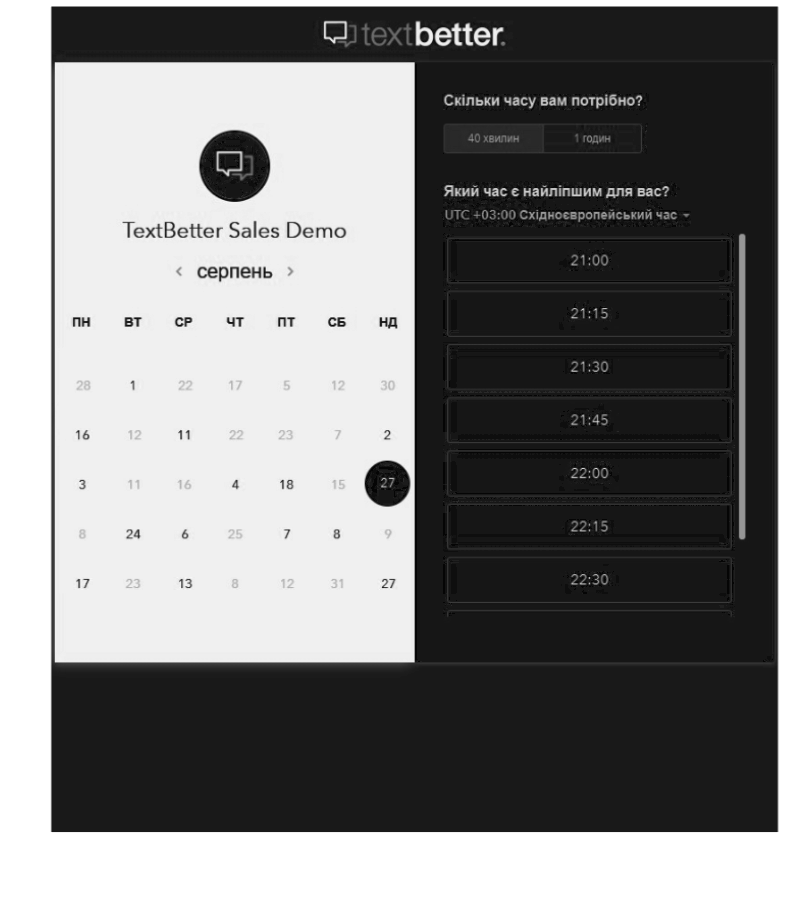 textbetter.
TextBetter Sales Demo
< серпень >
ПН ВТ СР ЧТ ПТ СБ НД
28 1 22 17 5 12 30
16 12 11 22 23 7 2
3 11 16 4 18 15 27
8 24 6 25 7 8 9
17 23 13 8 12 31 27
Скільки часу вам потрібно?
40 хвилин 1 годин
Який час є найліпшим для вас?
UTC +03:00 Східноєвропейський час
21:00
21:15
21:30
21:45
22:00
22:15
22:30